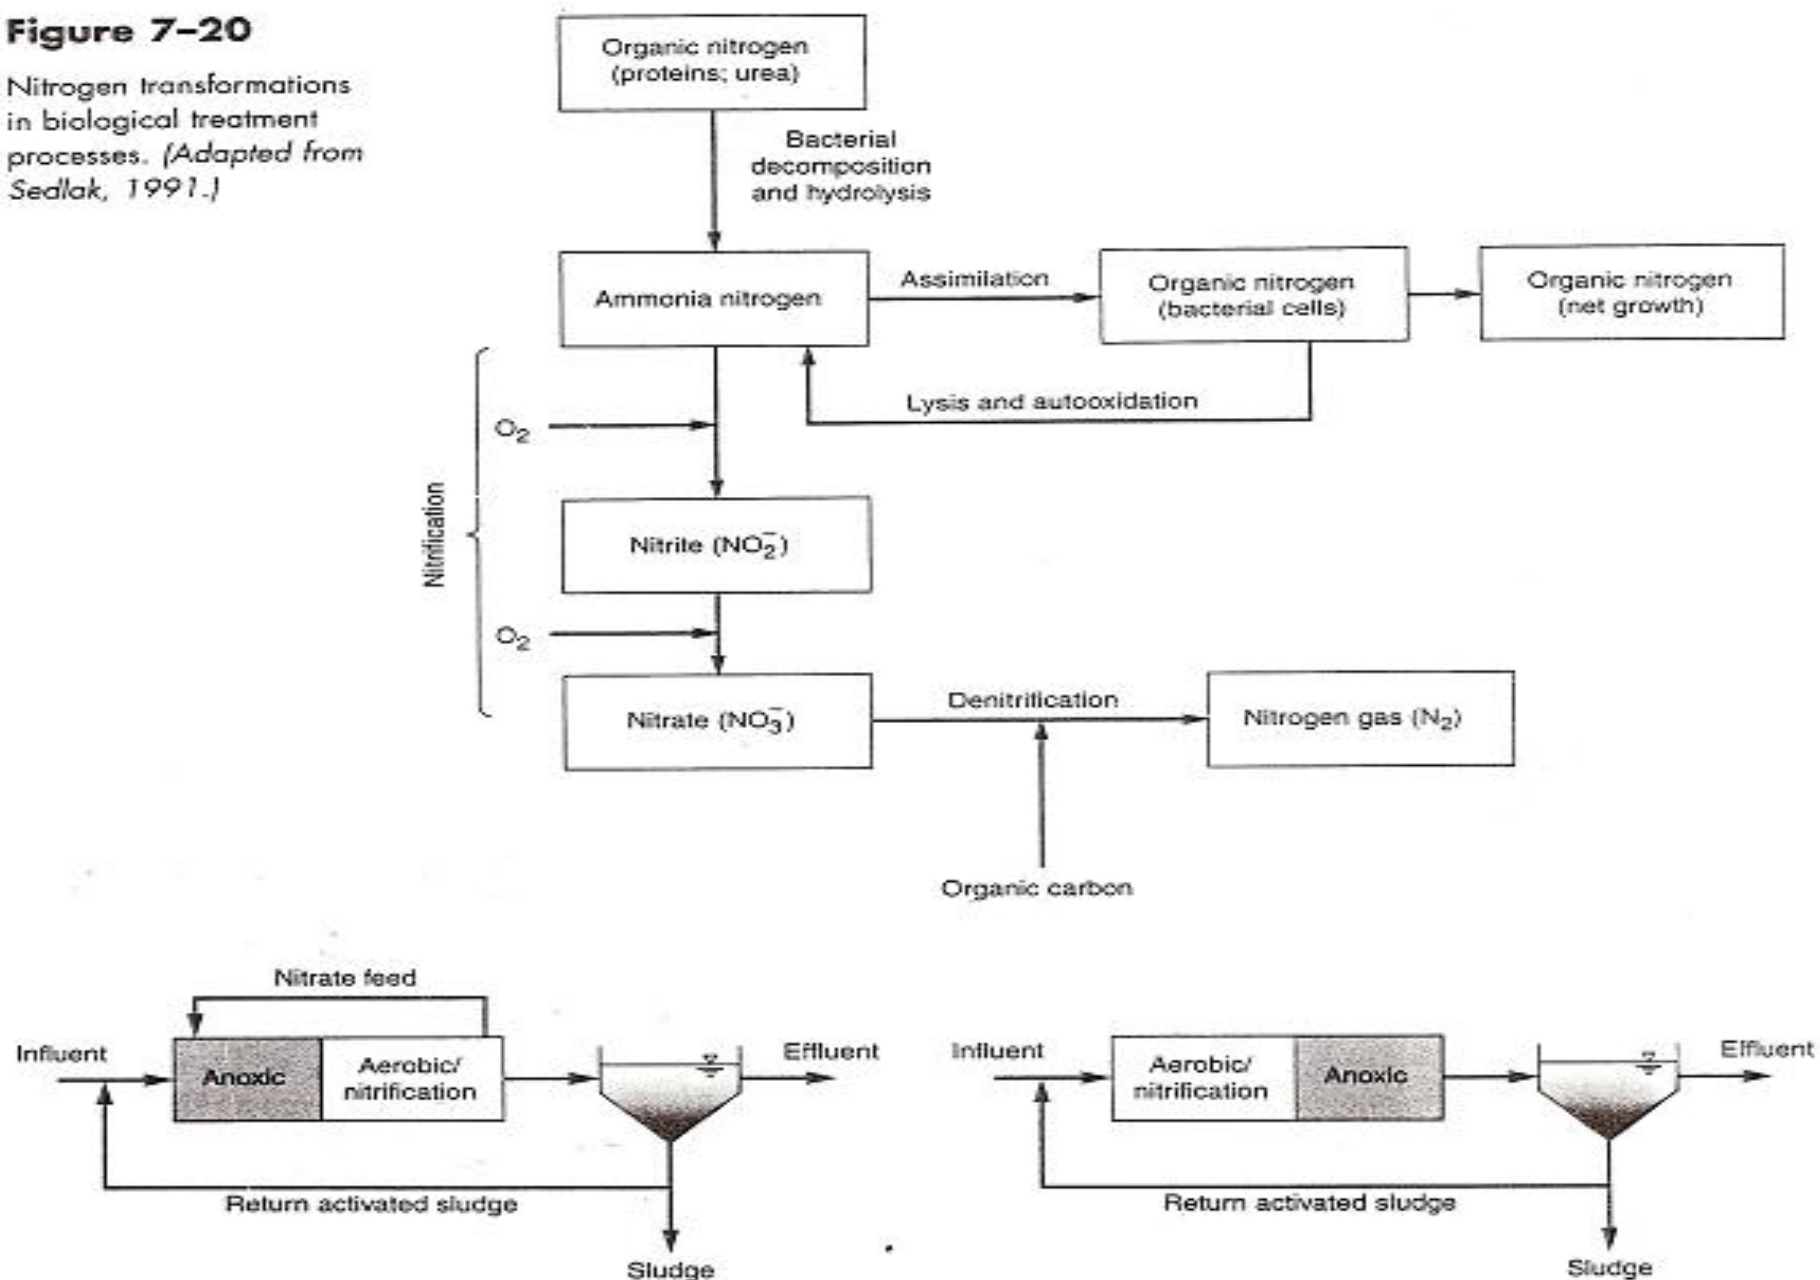 Figure 7–20
Nitrogen transformations
in biological treatment
processes. (Adapted from
Sedlak, 1991.)
Organic nitrogen
(proteins; urea)
Bacterial
decomposition
and hydrolysis
Ammonia nitrogen
Assimilation
Organic nitrogen
(bacterial cells)
Organic nitrogen
(net growth)
Lysis and autooxidation
O₂
Nitrification
Nitrite (NO₂⁻)
O₂
Nitrate (NO₃⁻)
Denitrification
Nitrogen gas (N₂)
Organic carbon
Nitrate feed
Influent
Anoxic
Aerobic/
nitrification
Effluent
Return activated sludge
Sludge
Influent
Aerobic/
nitrification
Anoxic
Effluent
Return activated sludge
Sludge